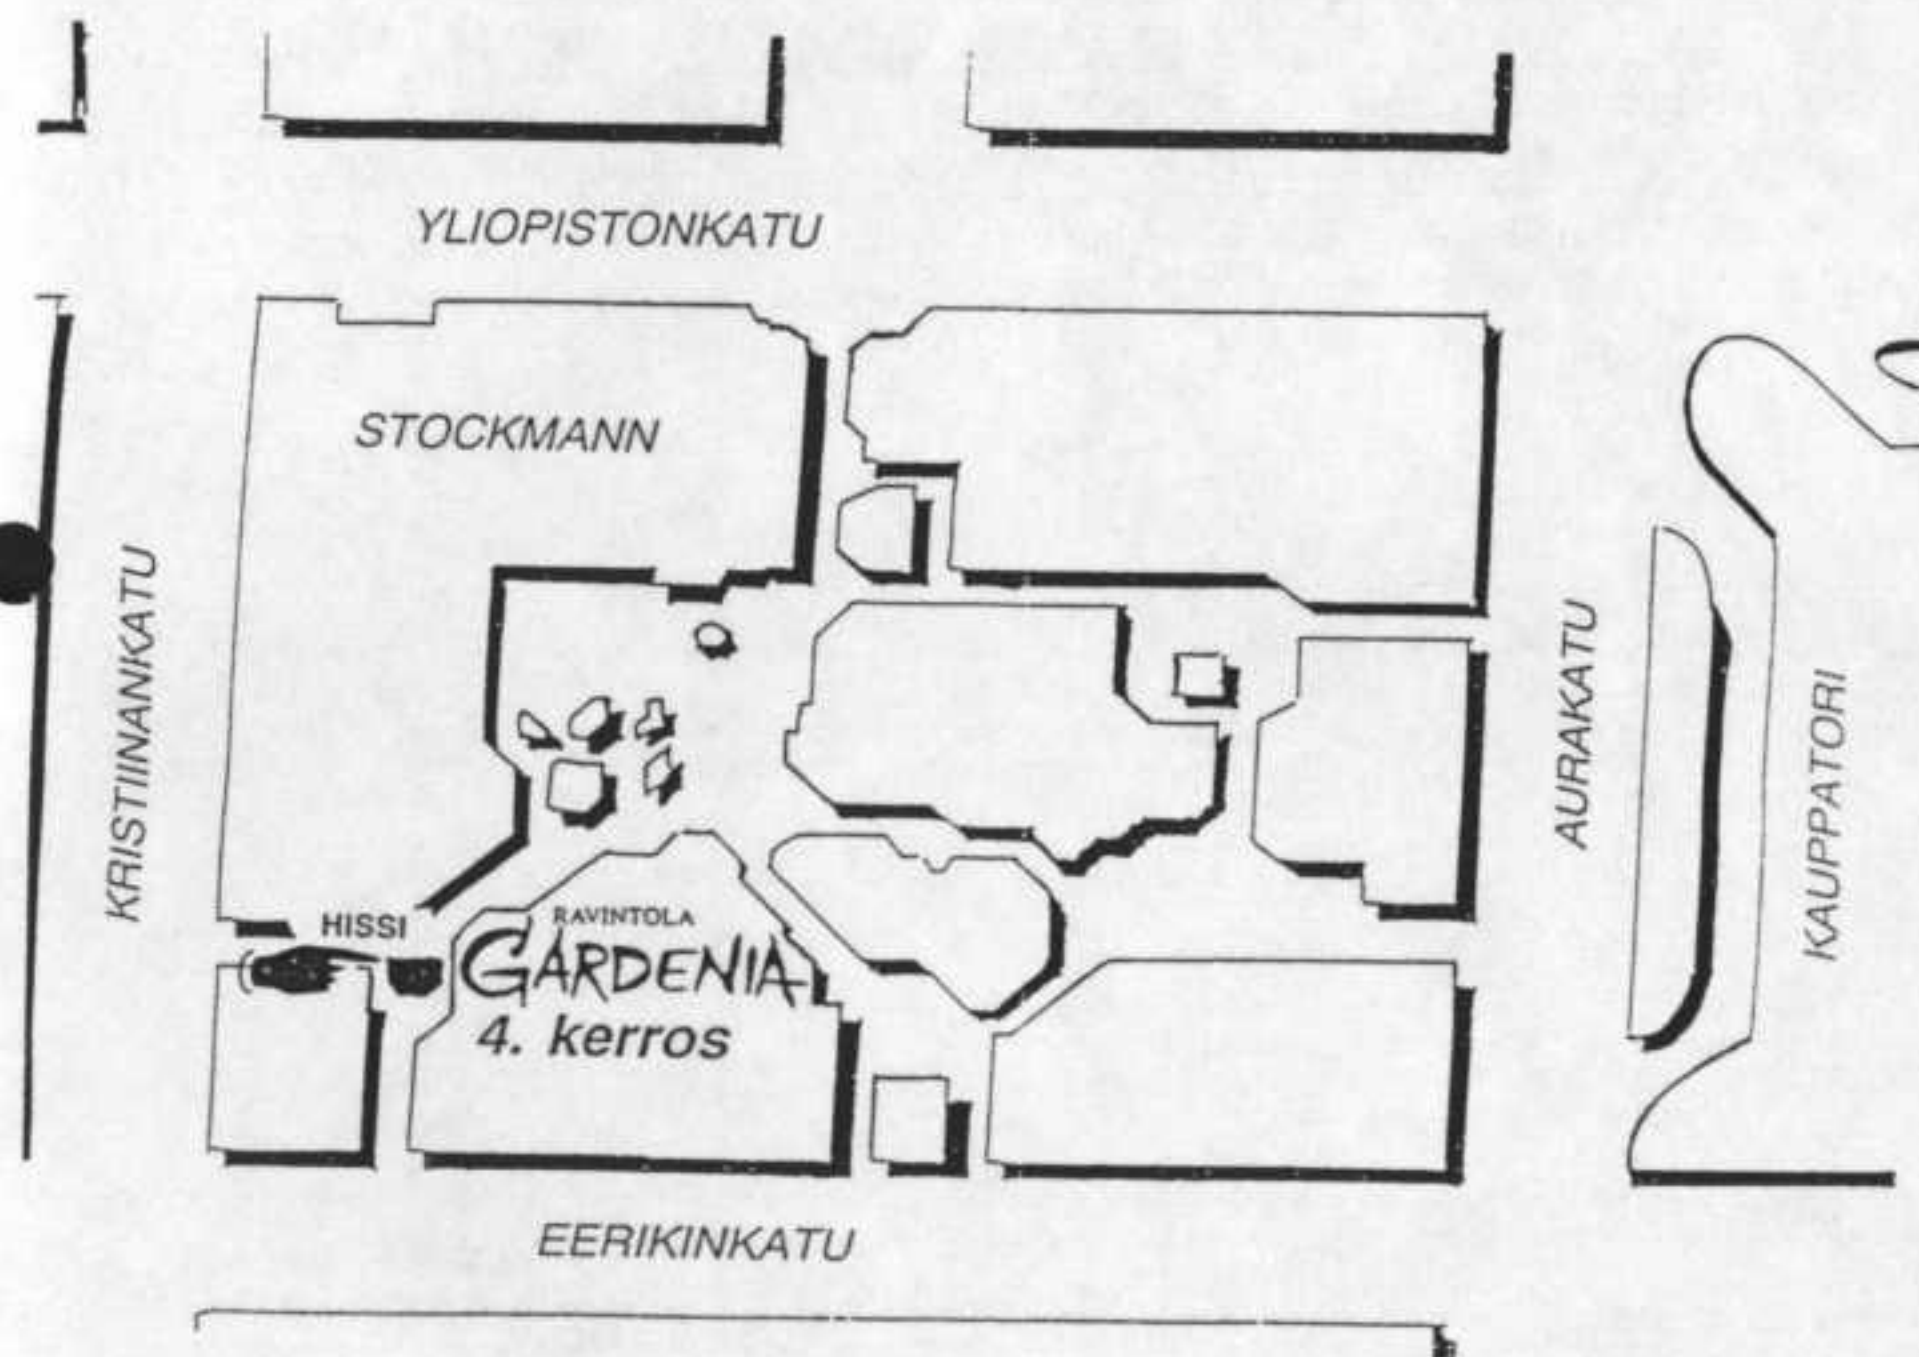 YLIOPISTONKATU
STOCKMANN
KRISTIINANKATU
AURAKATU
KAUPPATORI
HISSI
RAVINTOLA
GARDENIA
4. kerros
EERIKINKATU